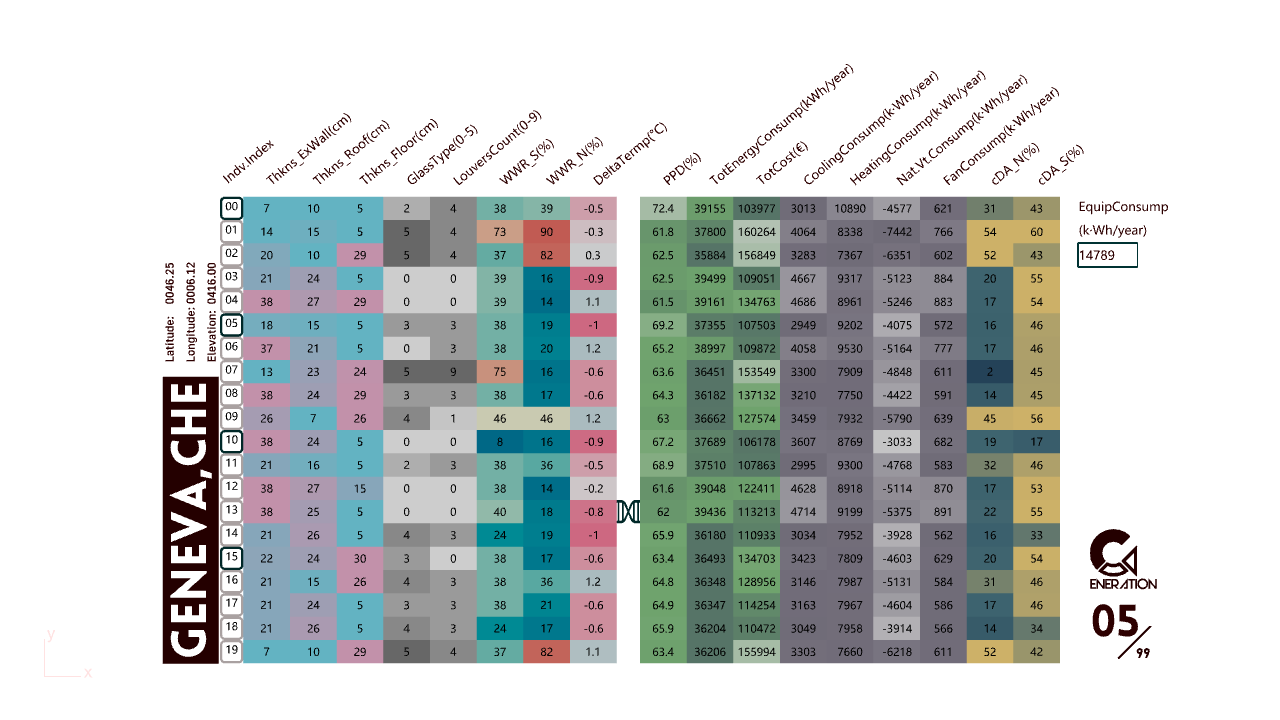 Indv.Index Thkns_ExWall(cm) Thkns_Roof(cm) Thkns_Floor(cm) GlassType(0-5) LouversCount(0-9) WWR_S(%) WWR_N(%) DeltaTermp(°C) PPD(%) TotEnergyConsump(kWh/year) TotCost(€) CoolingConsump(k·Wh/year) HeatingConsump(k·Wh/year) Nat.Vt.Consump(k·Wh/year) FanConsump(k·Wh/year) cDA_N(%) cDA_S(%)
00 7 10 5 2 4 38 39 -0.5 72.4 39155 103977 3013 10890 -4577 621 31 43
01 14 15 5 5 4 73 90 -0.3 61.8 37800 160264 4064 8338 -7442 766 54 60
02 20 10 29 5 4 37 82 0.3 62.5 35884 156849 3283 7367 -6351 602 52 43
03 21 24 5 0 0 39 16 -0.9 62.5 39499 109051 4667 9317 -5123 884 20 55
04 38 27 29 0 0 39 14 1.1 61.5 39161 134763 4686 8961 -5246 883 17 54
05 18 15 5 3 3 38 19 -1 69.2 37355 107503 2949 9202 -4075 572 16 46
06 37 21 5 0 3 38 20 1.2 65.2 38997 109872 4058 9530 -5164 777 17 46
07 13 23 24 5 9 75 16 -0.6 63.6 36451 153549 3300 7909 -4848 611 2 45
08 38 24 29 3 3 38 17 -0.6 64.3 36182 137132 3210 7750 -4422 591 14 45
09 26 7 26 4 1 46 46 1.2 63 36662 127574 3459 7932 -5790 639 45 56
10 38 24 5 0 0 8 16 -0.9 67.2 37689 106178 3607 8769 -3033 682 19 17
11 21 16 5 2 3 38 36 -0.5 68.9 37510 107863 2995 9300 -4768 583 32 46
12 38 27 15 0 0 38 14 -0.2 61.6 39048 122411 4628 8918 -5114 870 17 53
13 38 25 5 0 0 40 18 -0.8 62 39436 113213 4714 9199 -5375 891 22 55
14 21 26 5 4 3 24 19 -1 65.9 36180 110933 3034 7952 -3928 562 16 33
15 22 24 30 3 0 38 17 -0.6 63.4 36493 134703 3423 7809 -4603 629 20 54
16 21 15 26 4 3 38 36 1.2 64.8 36348 128956 3146 7987 -5131 584 31 46
17 21 24 5 3 3 38 21 -0.6 64.9 36347 114254 3163 7967 -4604 586 17 46
18 21 26 5 4 3 24 17 -0.6 65.9 36204 110472 3049 7958 -3914 566 14 34
19 7 10 29 5 4 37 82 1.1 63.4 36206 155994 3303 7660 -6218 611 52 42
Latitude: 0046.25
Longitude: 0006.12
Elevation: 0416.00
GENEVA,CHE
EquipConsump
(k·Wh/year)
14789
ENERATION
05/99
y
x